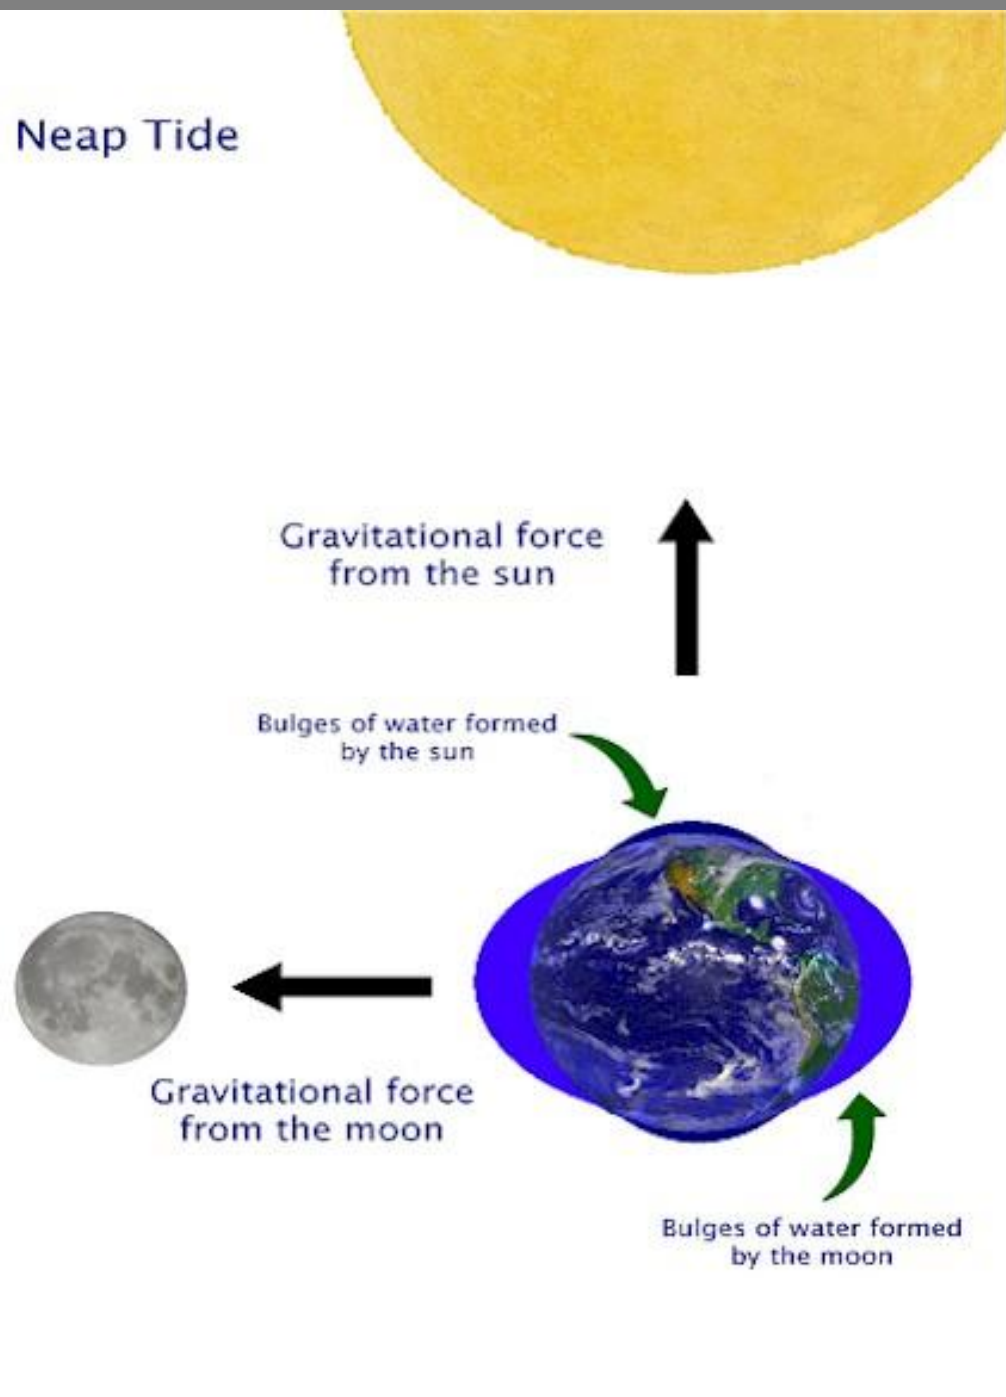 Neap Tide
Gravitational force
from the sun
Bulges of water formed
by the sun
Gravitational force
from the moon
Bulges of water formed
by the moon